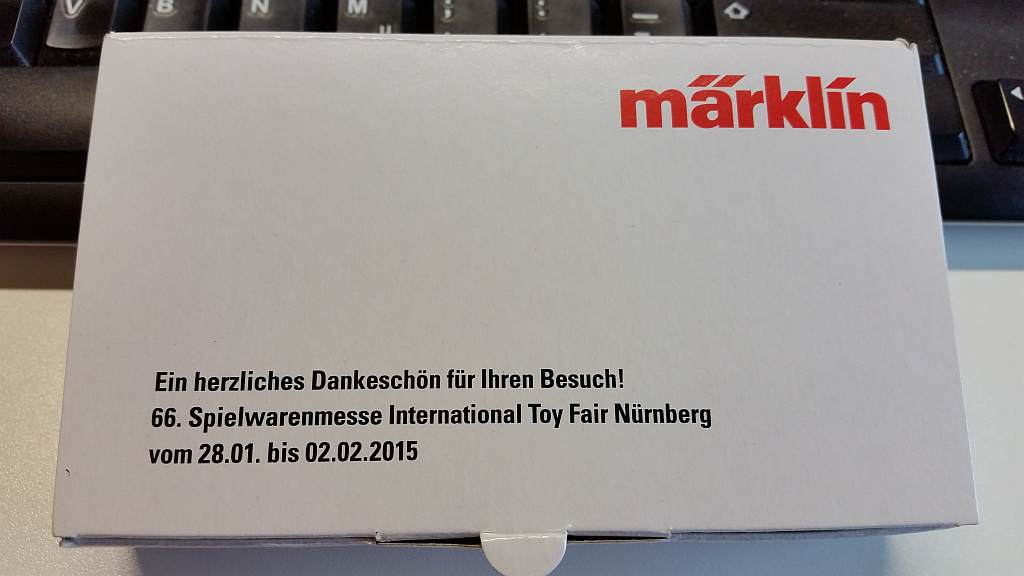 V B N M ; : _
märklín
Ein herzliches Dankeschön für Ihren Besuch!
66. Spielwarenmesse International Toy Fair Nürnberg
vom 28.01. bis 02.02.2015